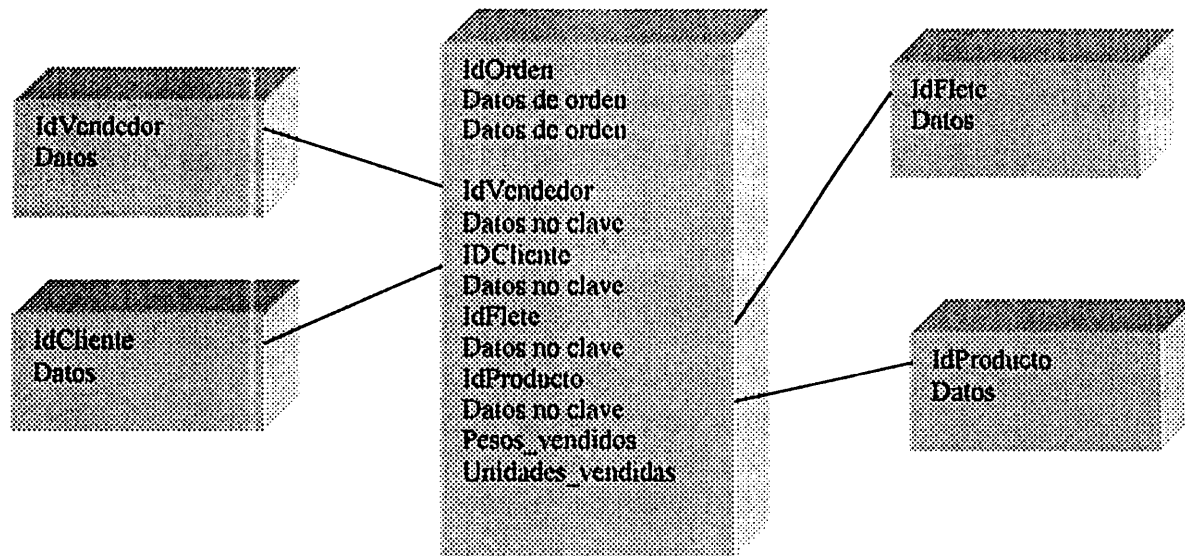 IdVendedor
Datos
IdCliente
Datos
IdOrden
Datos de orden
Datos de orden
IdVendedor
Datos no clave
IDCliente
Datos no clave
IdFlete
Datos no clave
IdProducto
Datos no clave
Pesos_vendidos
Unidades_vendidas
IdFlete
Datos
IdProducto
Datos